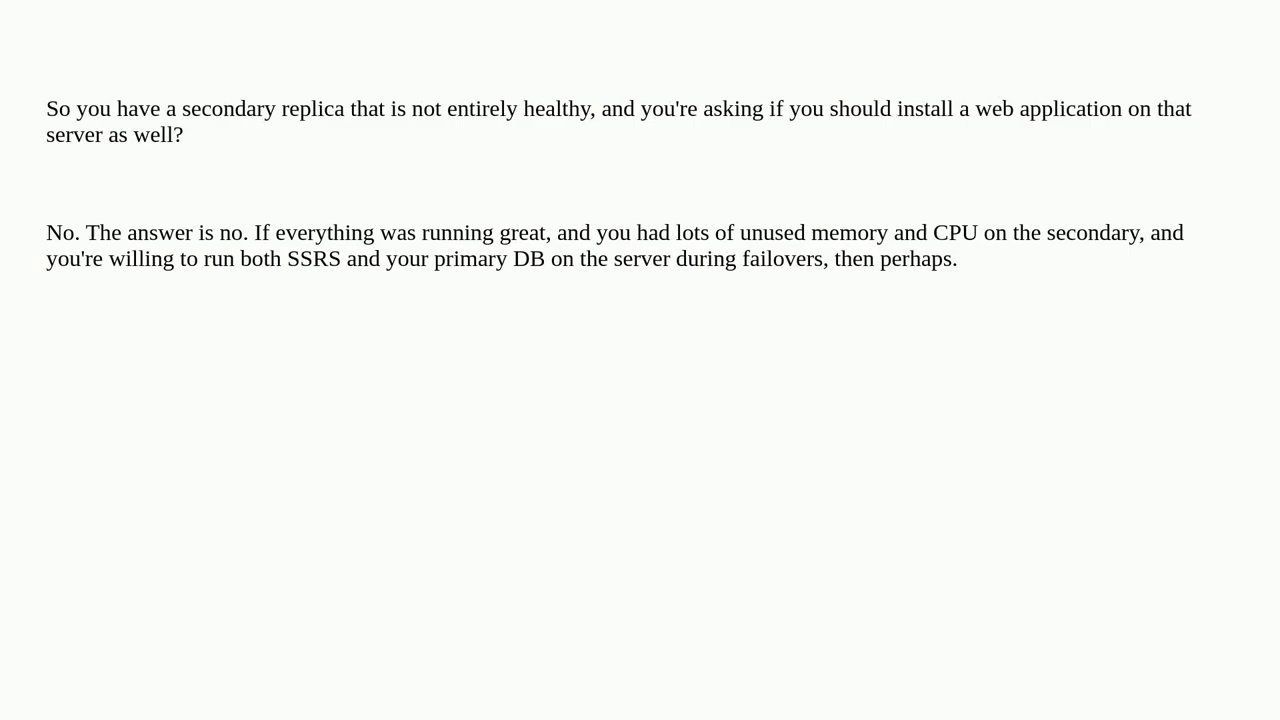 So you have a secondary replica that is not entirely healthy, and you're asking if you should install a web application on that
server as well?
No. The answer is no. If everything was running great, and you had lots of unused memory and CPU on the secondary, and
you're willing to run both SSRS and your primary DB on the server during failovers, then perhaps.